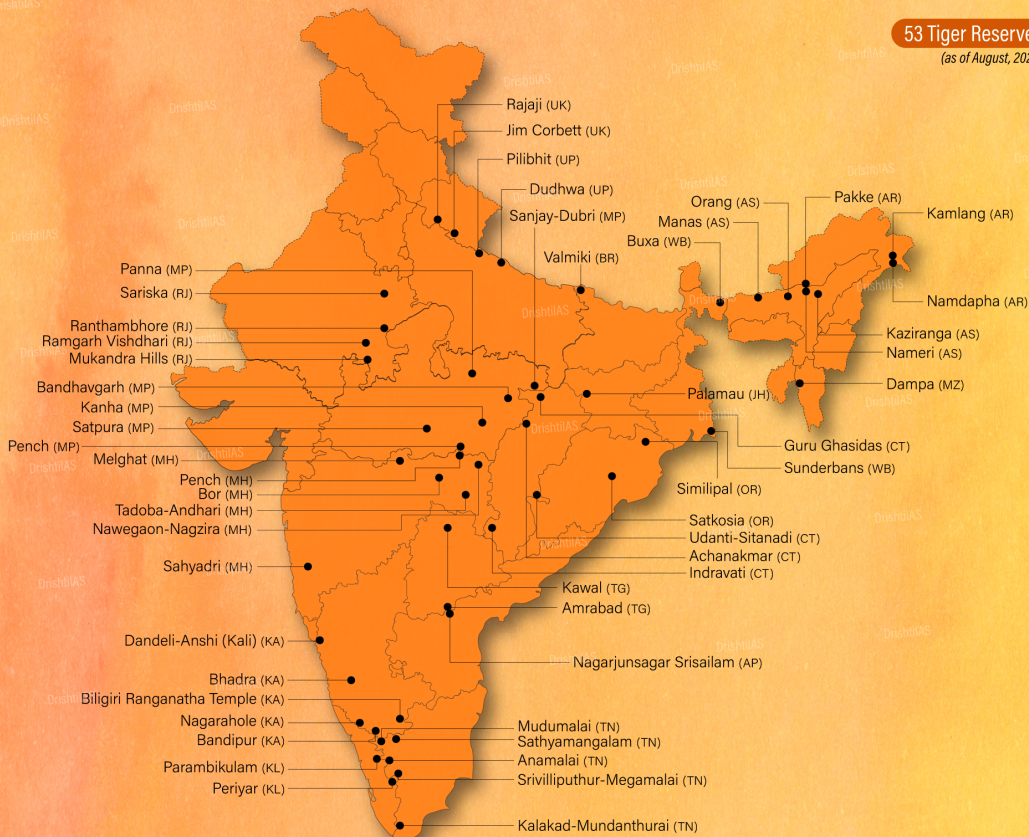 53 Tiger Reserve
(as of August, 202
Rajaji (UK)
Jim Corbett (UK)
Pilibhit (UP)
Dudhwa (UP)
Sanjay-Dubri (MP)
Valmiki (BR)
Orang (AS)
Manas (AS)
Buxa (WB)
Pakke (AR)
Kamlang (AR)
Namdapha (AR)
Kaziranga (AS)
Nameri (AS)
Dampa (MZ)
Panna (MP)
Sariska (RJ)
Ranthambhore (RJ)
Ramgarh Vishdhari (RJ)
Mukandra Hills (RJ)
Bandhavgarh (MP)
Kanha (MP)
Satpura (MP)
Pench (MP)
Melghat (MH)
Pench (MH)
Bor (MH)
Tadoba-Andhari (MH)
Nawegaon-Nagzira (MH)
Sahyadri (MH)
Dandeli-Anshi (Kali) (KA)
Bhadra (KA)
Biligiri Ranganatha Temple (KA)
Nagarahole (KA)
Bandipur (KA)
Parambikulam (KL)
Periyar (KL)
Palamau (JH)
Guru Ghasidas (CT)
Sunderbans (WB)
Similipal (OR)
Satkosia (OR)
Udanti-Sitanadi (CT)
Achanakmar (CT)
Indravati (CT)
Kawal (TG)
Amrabad (TG)
Nagarjunsagar Srisailam (AP)
Mudumalai (TN)
Sathyamangalam (TN)
Anamalai (TN)
Srivilliputhur-Megamalai (TN)
Kalakad-Mundanthurai (TN)
DrishtiIAS